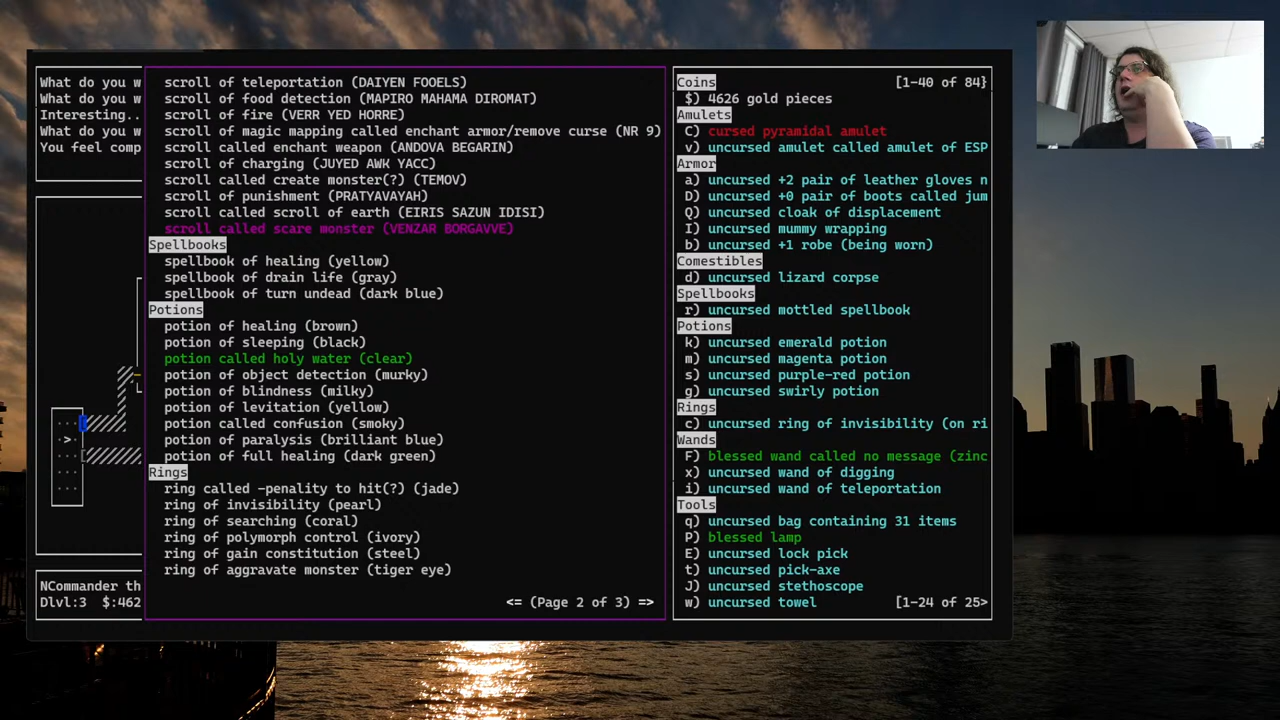 What do you w
What do you w
Interesting..
What do you w
You feel comp
scroll of teleportation (DAIYEN FOOELS)
scroll of food detection (MAPIRO MAHAMA DIROMAT)
scroll of fire (VERR YED HORRE)
scroll of magic mapping called enchant armor/remove curse (NR 9)
scroll called enchant weapon (ANDOVA BEGARIN)
scroll of charging (JUYED AWK YACC)
scroll called create monster(?) (TEMOV)
scroll of punishment (PRATYAVAYAH)
scroll called scroll of earth (EIRIS SAZUN IDISI)
scroll called scare monster (VENZAR BORGAVVE)
Spellbooks
spellbook of healing (yellow)
spellbook of drain life (gray)
spellbook of turn undead (dark blue)
Potions
potion of healing (brown)
potion of sleeping (black)
potion called holy water (clear)
potion of object detection (murky)
potion of blindness (milky)
potion of levitation (yellow)
potion called confusion (smoky)
potion of paralysis (brilliant blue)
potion of full healing (dark green)
Rings
ring called -penality to hit(?) (jade)
ring of invisibility (pearl)
ring of searching (coral)
ring of polymorph control (ivory)
ring of gain constitution (steel)
ring of aggravate monster (tiger eye)
<= (Page 2 of 3) =>
NCommander th
Dlvl:3 $:462
Coins [1-40 of 84}
$) 4626 gold pieces
Amulets
C) cursed pyramidal amulet
v) uncursed amulet called amulet of ESP
Armor
a) uncursed +2 pair of leather gloves n
D) uncursed +0 pair of boots called jum
Q) uncursed cloak of displacement
I) uncursed mummy wrapping
b) uncursed +1 robe (being worn)
Comestibles
d) uncursed lizard corpse
Spellbooks
r) uncursed mottled spellbook
Potions
k) uncursed emerald potion
m) uncursed magenta potion
s) uncursed purple-red potion
g) uncursed swirly potion
Rings
c) uncursed ring of invisibility (on ri
Wands
F) blessed wand called no message (zinc
x) uncursed wand of digging
i) uncursed wand of teleportation
Tools
q) uncursed bag containing 31 items
P) blessed lamp
E) uncursed lock pick
t) uncursed pick-axe
J) uncursed stethoscope
w) uncursed towel [1-24 of 25>